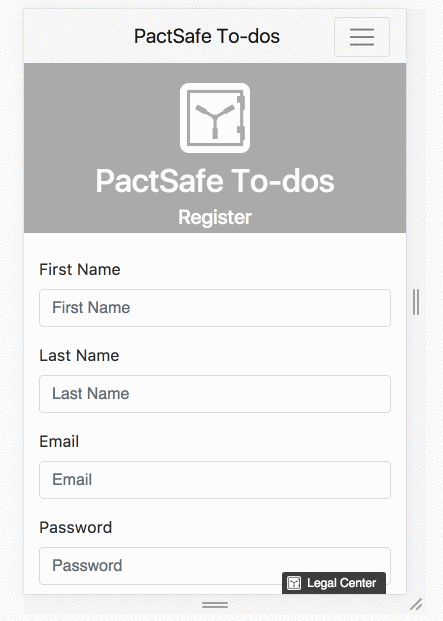 PactSafe To-dos
PactSafe To-dos
Register
First Name
First Name
Last Name
Last Name
Email
Email
Password
Password
Legal Center